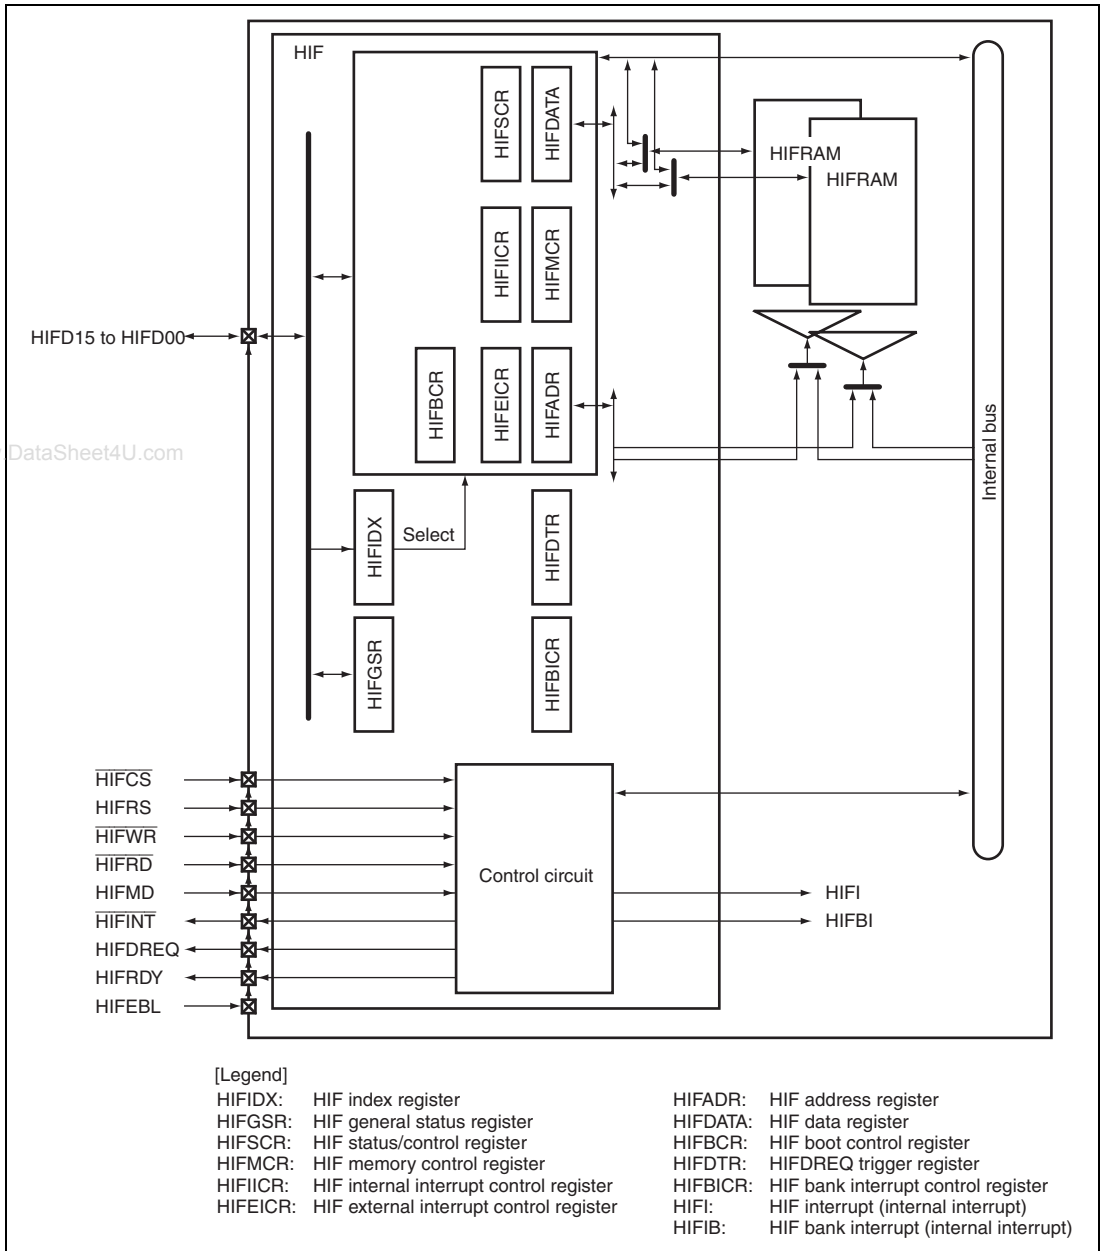 HIF
HIFSCR
HIFDATA
HIFRAM
HIFRAM
HIFIICR
HIFMCR
HIFD15 to HIFD00
HIFBCR
HIFEICR
HIFADR
Internal bus
.DataSheet4U.com
HIFIDX
Select
HIFDTR
HIFGSR
HIFBICR
HIFCS
HIFRS
HIFWR
HIFRD
HIFMD
HIFINT
HIFDREQ
HIFRDY
HIFEBL
Control circuit
HIFI
HIFBI
[Legend]
HIFIDX: HIF index register
HIFGSR: HIF general status register
HIFSCR: HIF status/control register
HIFMCR: HIF memory control register
HIFIICR: HIF internal interrupt control register
HIFEICR: HIF external interrupt control register
HIFADR: HIF address register
HIFDATA: HIF data register
HIFBCR: HIF boot control register
HIFDTR: HIFDREQ trigger register
HIFBICR: HIF bank interrupt control register
HIFI: HIF interrupt (internal interrupt)
HIFIB: HIF bank interrupt (internal interrupt)